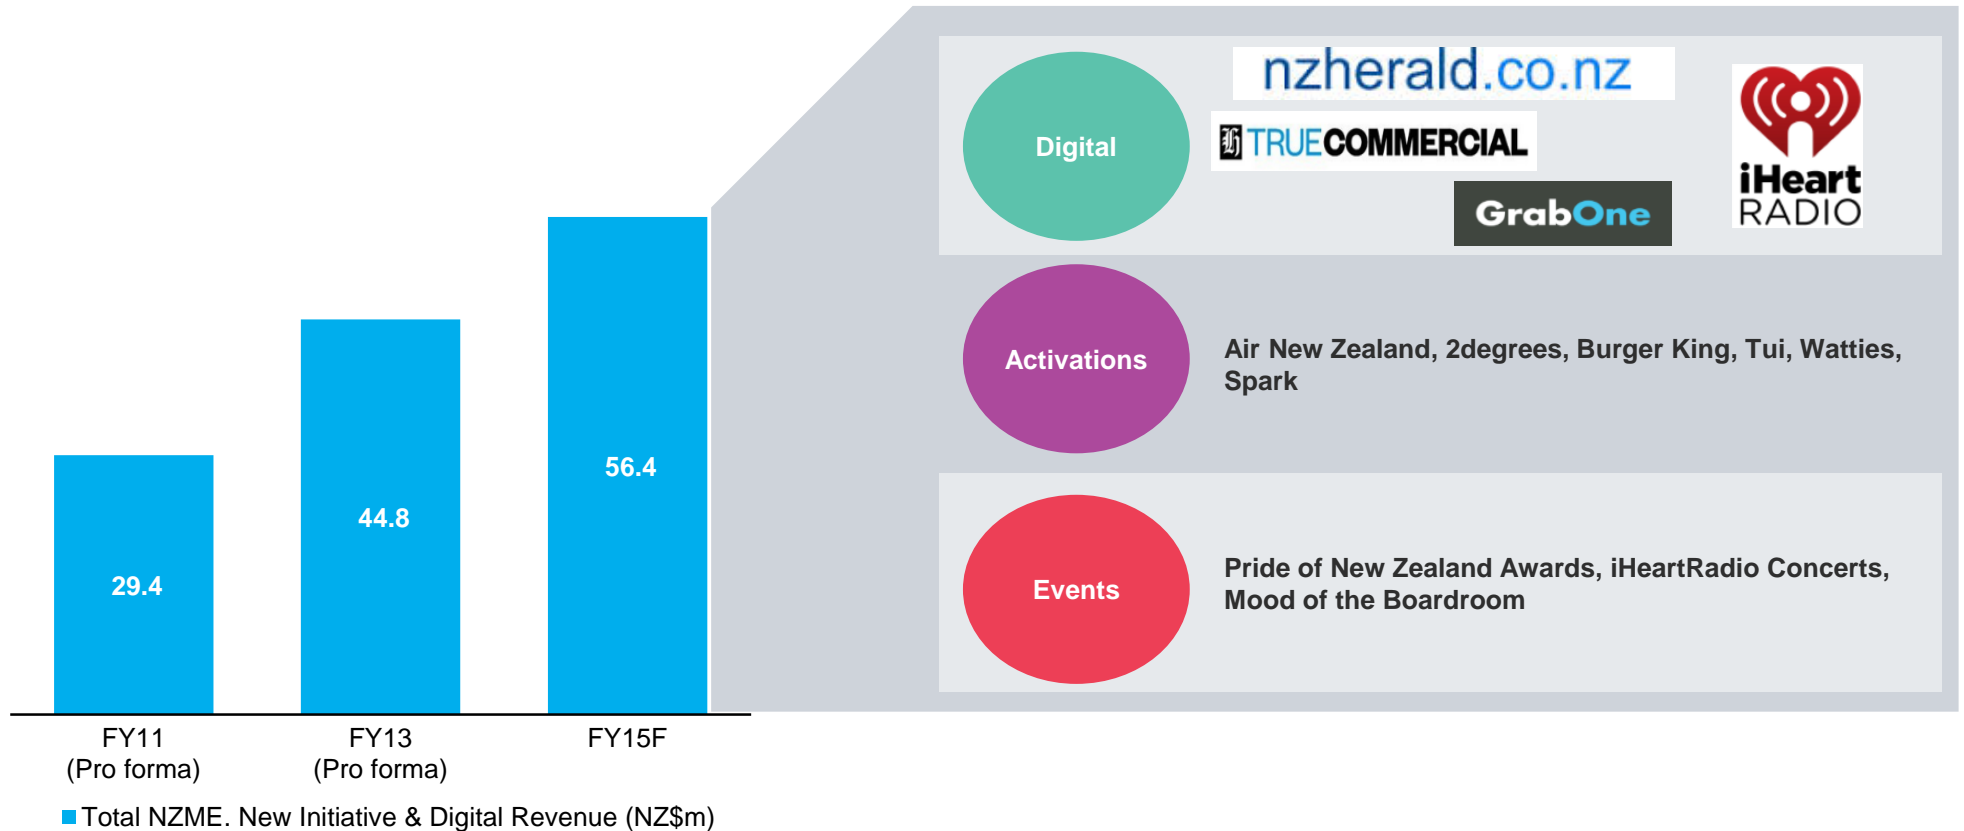 29.4
44.8
56.4
FY11
(Pro forma)
FY13
(Pro forma)
FY15F
Total NZME. New Initiative & Digital Revenue (NZ$m)
Digital
nzherald.co.nz
TRUECOMMERCIAL
GrabOne
iHeart
RADIO
Activations
Air New Zealand, 2degrees, Burger King, Tui, Watties,
Spark
Events
Pride of New Zealand Awards, iHeartRadio Concerts,
Mood of the Boardroom